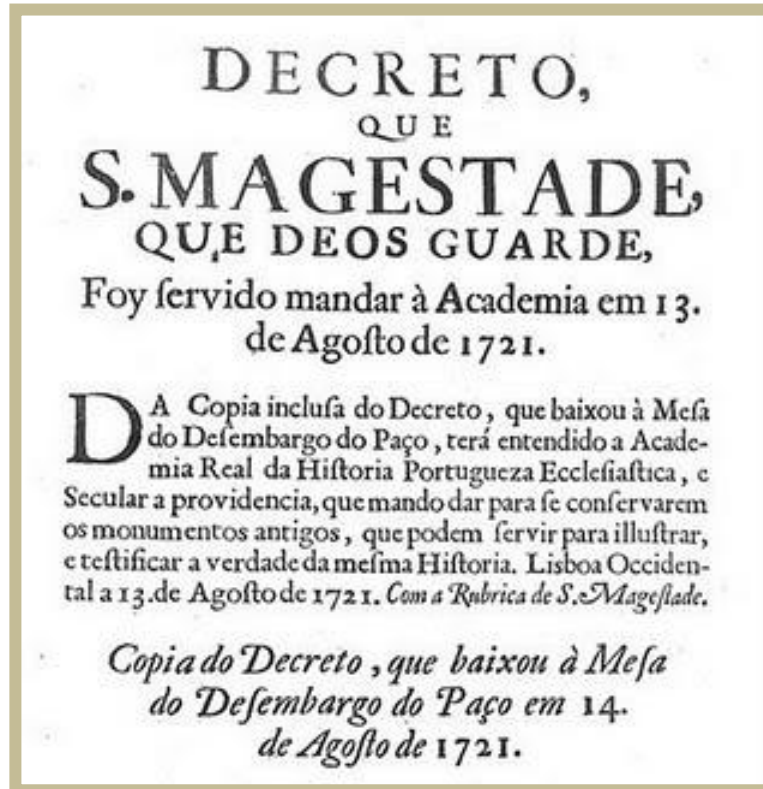 DECRETO,
QUE
S. MAGESTADE,
QUE DEOS GUARDE,
Foy ſervido mandar à Academia em 13.
de Agoſto de 1721.
DA Copia incluſa do Decreto, que baixou à Meſa
do Deſembargo do Paço, terá entendido a Acade-
mia Real da Hiſtoria Portugueza Eccleſiaſtica, e
Secular a providencia, que mando dar para ſe conſervarem
os monumentos antigos, que podem ſervir para illuſtrar,
e teſtificar a verdade da meſma Hiſtoria. Lisboa Occiden-
tal a 13. de Agoſto de 1721. Com a Rubrica de S. Mageſtade.
Copia do Decreto, que baixou à Meſa
do Deſembargo do Paço em 14.
de Agoſto de 1721.